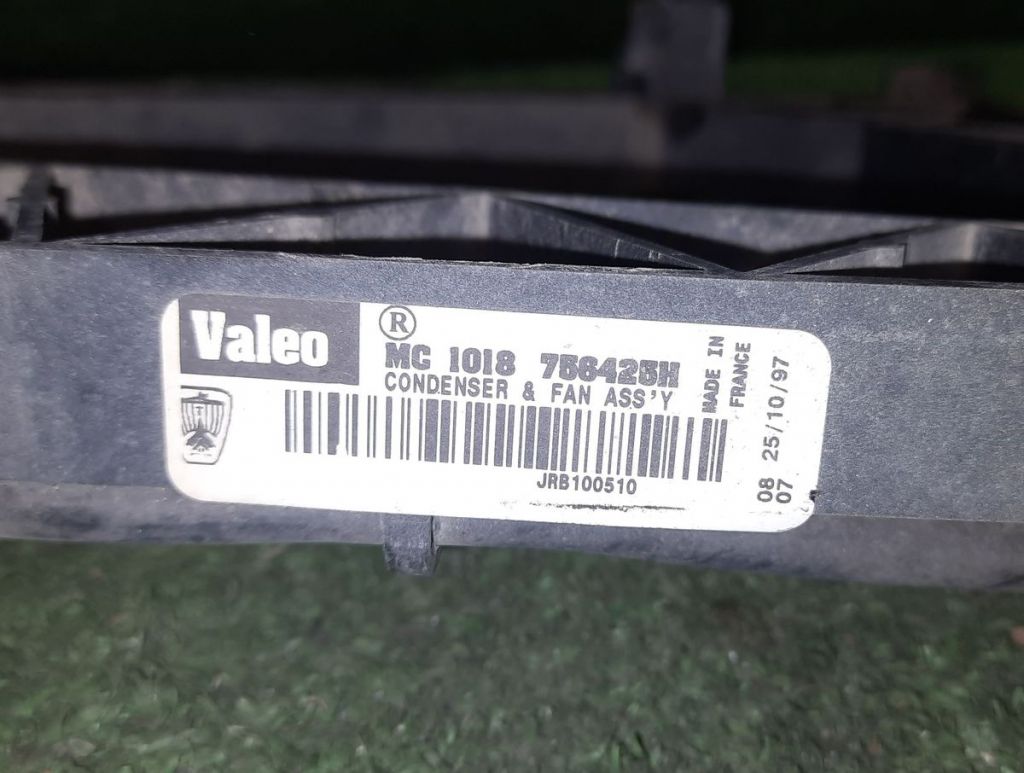 Valeo
®
MC 1018 756425H
CONDENSER & FAN ASS'Y
JRB100510
MADE IN
FRANCE
08 25/10/97
07